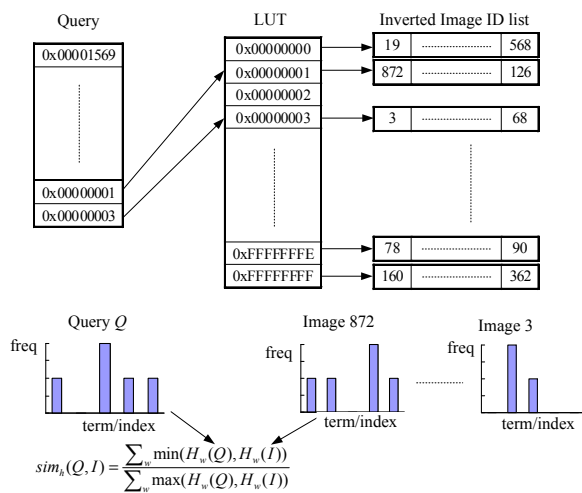 Query
LUT
Inverted Image ID list
0x00001569
0x00000001
0x00000003
0x00000000
0x00000001
0x00000002
0x00000003
0xFFFFFFFE
0xFFFFFFFF
19 568
872 126
3 68
78 90
160 362
Query Q
freq
term/index
Image 872
freq
term/index
Image 3
freq
term/index
sim_h(Q,I) = ∑_w min(H_w(Q), H_w(I)) / ∑_w max(H_w(Q), H_w(I))